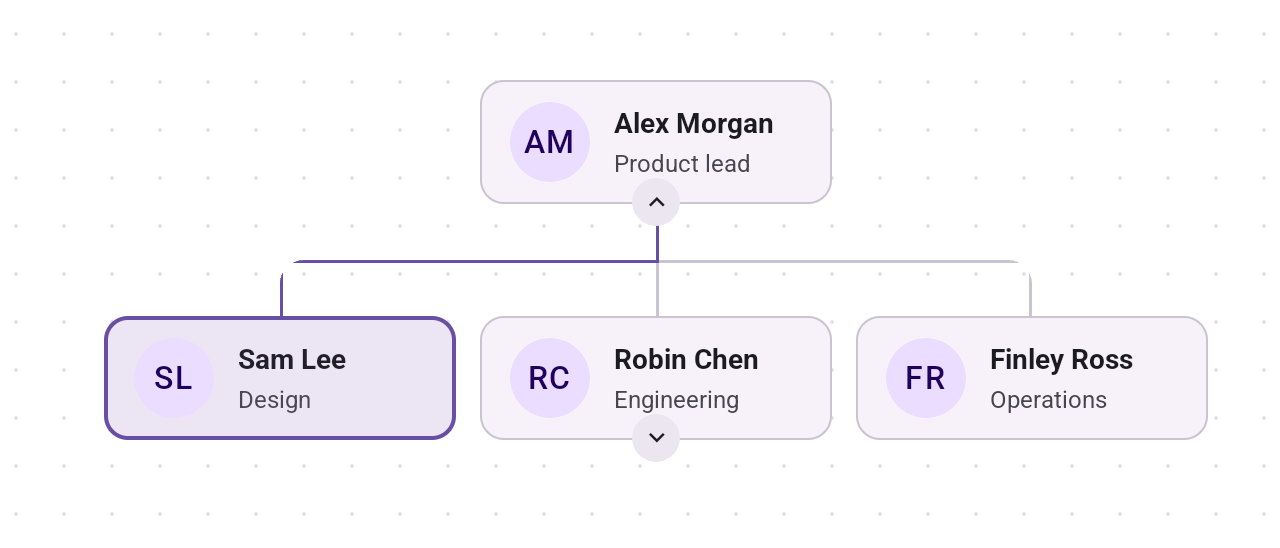 AM
Alex Morgan
Product lead
SL
Sam Lee
Design
RC
Robin Chen
Engineering
FR
Finley Ross
Operations